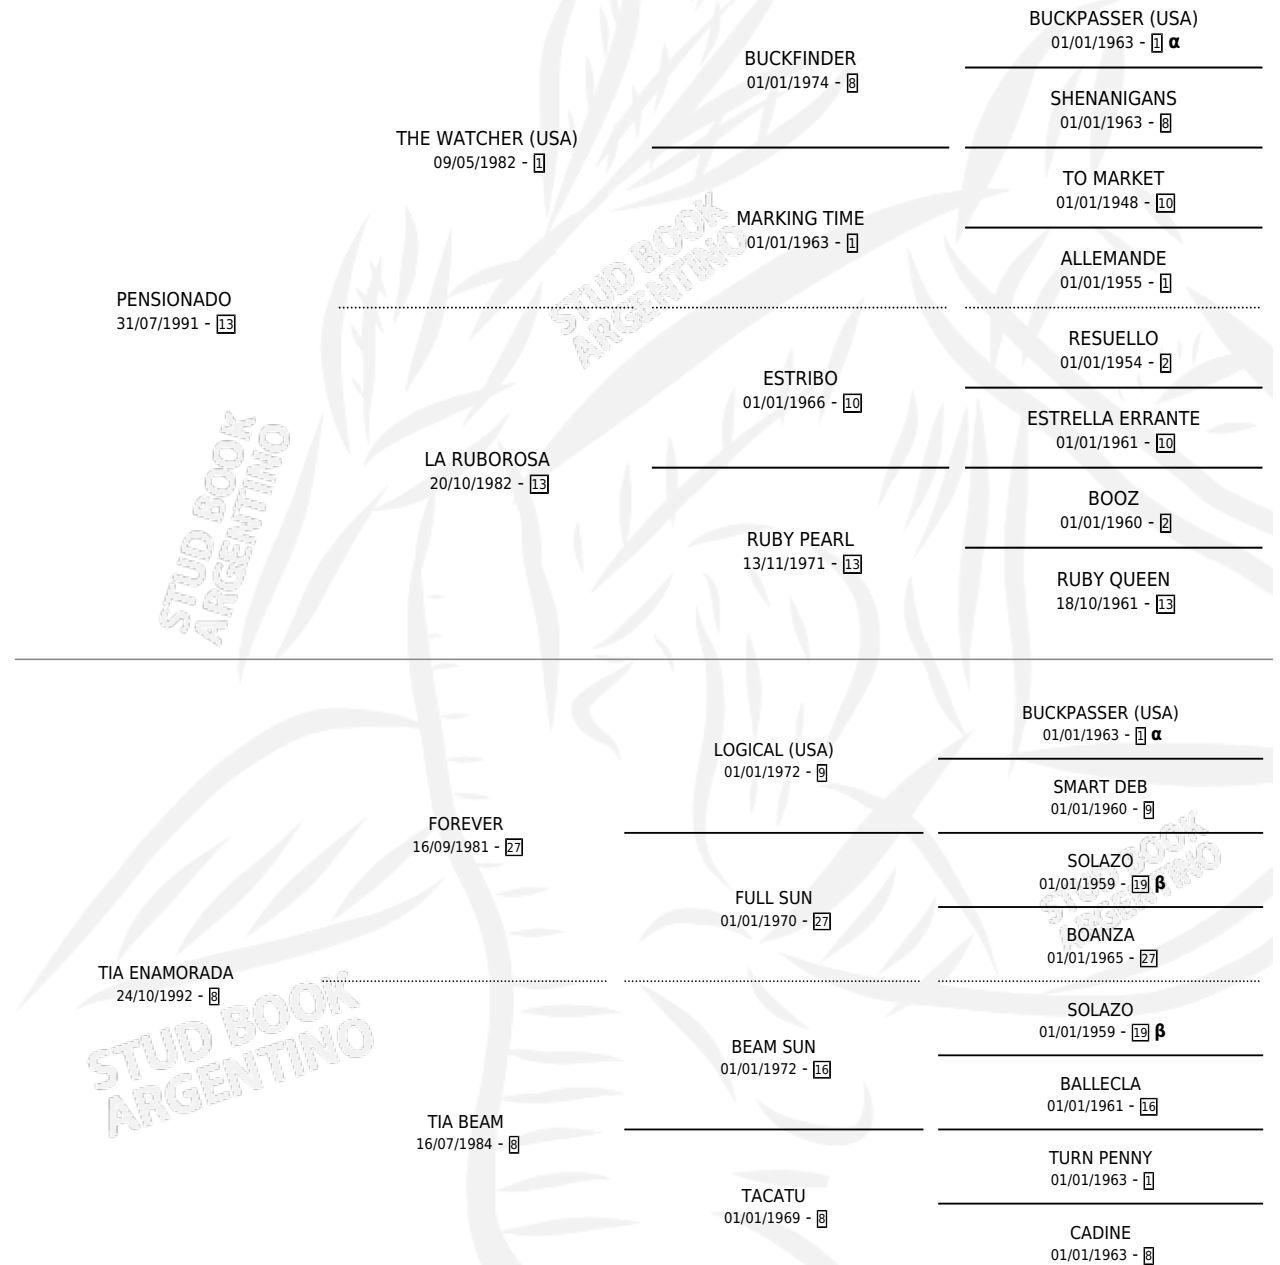 BUCKPASSER (USA)
01/01/1963 - 1 α
BUCKFINDER
01/01/1974 - 8
SHENANIGANS
01/01/1963 - 8
THE WATCHER (USA)
09/05/1982 - 1
TO MARKET
01/01/1948 - 10
MARKING TIME
01/01/1963 - 1
ALLEMANDE
01/01/1955 - 1
STUD BOOK
ARGENTINO
PENSIONADO
31/07/1991 - 13
RESUELLO
01/01/1954 - 2
ESTRIBO
01/01/1966 - 10
ESTRELLA ERRANTE
01/01/1961 - 10
LA RUBOROSA
20/10/1982 - 13
BOOZ
01/01/1960 - 2
RUBY PEARL
13/11/1971 - 13
RUBY QUEEN
18/10/1961 - 13
STUD BOOK
ARGENTINO
BUCKPASSER (USA)
01/01/1963 - 1 α
LOGICAL (USA)
01/01/1972 - 9
SMART DEB
01/01/1960 - 9
FOREVER
16/09/1981 - 27
SOLAZO
01/01/1959 - 19 β
FULL SUN
01/01/1970 - 27
BOANZA
01/01/1965 - 27
STUD BOOK
ARGENTINO
TIA ENAMORADA
24/10/1992 - 8
SOLAZO
01/01/1959 - 19 β
BEAM SUN
01/01/1972 - 16
BALLECLA
01/01/1961 - 16
STUD BOOK
ARGENTINO
TIA BEAM
16/07/1984 - 8
TURN PENNY
01/01/1963 - 1
TACATU
01/01/1969 - 8
CADINE
01/01/1963 - 8